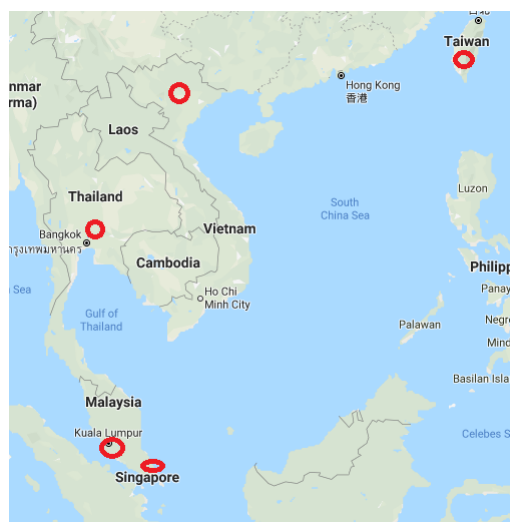 Taiwan
Hong Kong
香港
nmar
rma)
Laos
Thailand
Luzon
South
China Sea
Bangkok
กรุงเทพมหานคร
Vietnam
Cambodia
Philipp
Sea
Ho Chi
Minh City
Panay
Gulf of
Thailand
Negro
Palawan
Mind
Basilan Isla
Malaysia
Kuala Lumpur
Celebes S
Singapore